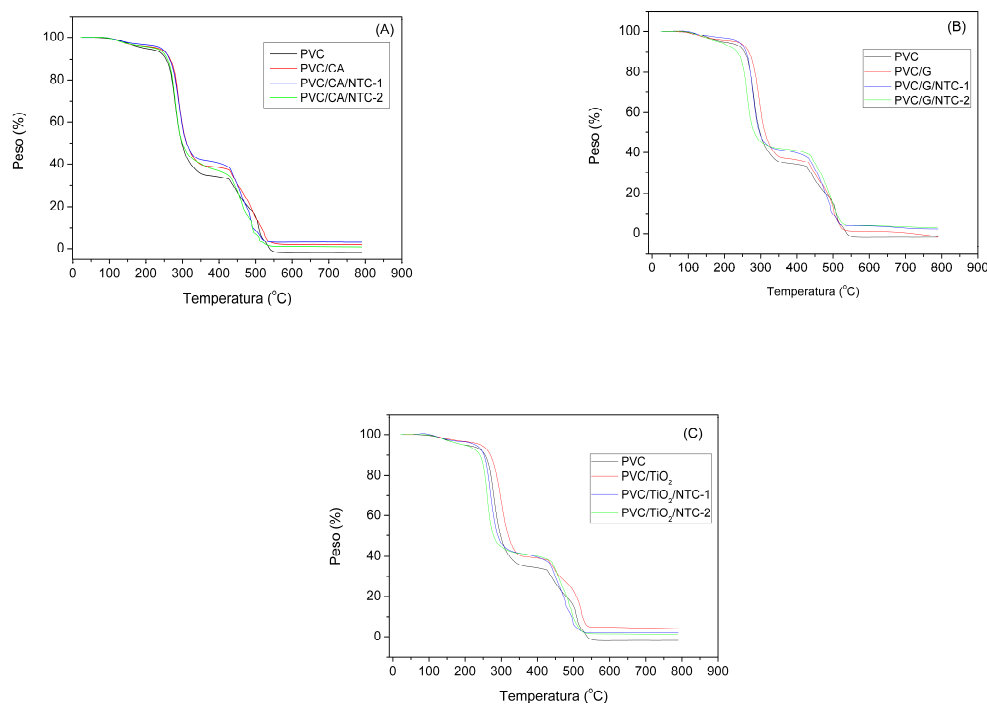 (A)
PVC
PVC/CA
PVC/CA/NTC-1
PVC/CA/NTC-2
100
80
60
40
20
0
Peso (%)
0 100 200 300 400 500 600 700 800 900
Temperatura (°C)
(B)
PVC
PVC/G
PVC/G/NTC-1
PVC/G/NTC-2
100
80
60
40
20
0
Peso (%)
0 100 200 300 400 500 600 700 800 900
Temperatura (°C)
(C)
PVC
PVC/TiO₂
PVC/TiO₂/NTC-1
PVC/TiO₂/NTC-2
100
80
60
40
20
0
Peso (%)
0 100 200 300 400 500 600 700 800 900
Temperatura (°C)